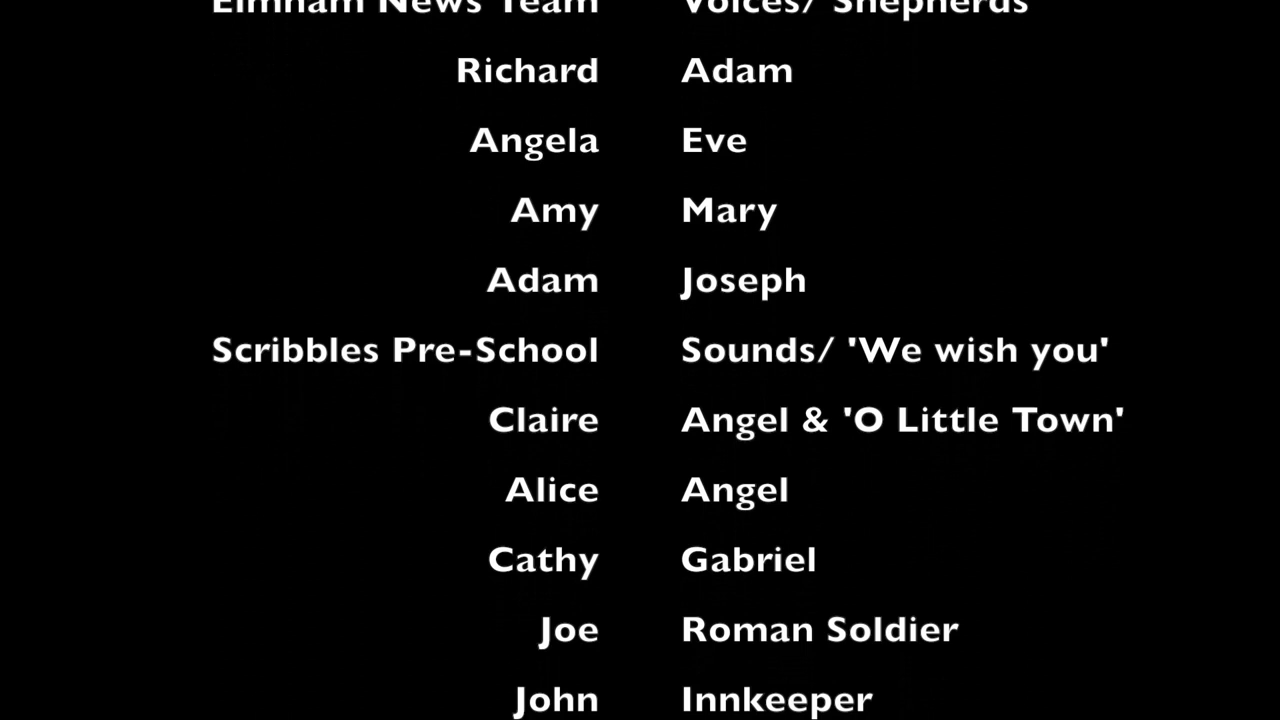 Elmham News Team Voices/ Shepherds
Richard Adam
Angela Eve
Amy Mary
Adam Joseph
Scribbles Pre-School Sounds/ 'We wish you'
Claire Angel & 'O Little Town'
Alice Angel
Cathy Gabriel
Joe Roman Soldier
John Innkeeper